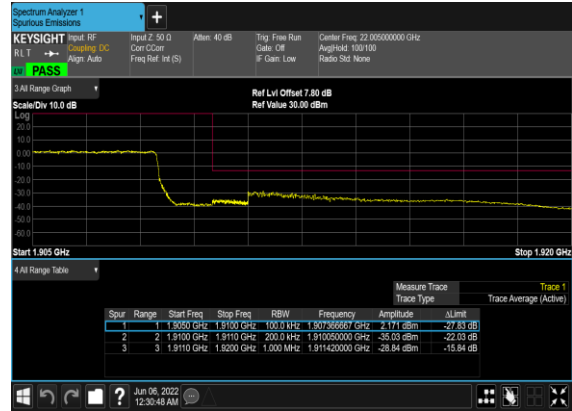 Spectrum Analyzer 1
Spurious Emissions
KEYSIGHT Input: RF Input Z: 50 Ω Atten: 40 dB Trig: Free Run Center Freq: 22.005000000 GHz
RLT Coupling: DC Corr CCorr Gate: Off Avg|Hold: 100/100
Align: Auto Freq Ref: Int (S) IF Gain: Low Radio Std: None
PASS
3 All Range Graph
Ref Lvl Offset 7.80 dB
Scale/Div 10.0 dB Ref Value 30.00 dBm
Log
20.0
10.0
0.00
-10.0
-20.0
-30.0
-40.0
-50.0
-60.0
Start 1.905 GHz Stop 1.920 GHz
4 All Range Table
Measure Trace Trace 1
Trace Type Trace Average (Active)
Spur Range Start Freq Stop Freq RBW Frequency Amplitude ΔLimit
1 1 1.9050 GHz 1.9100 GHz 100.0 kHz 1.907366667 GHz 2.171 dBm -27.83 dB
2 2 1.9100 GHz 1.9110 GHz 200.0 kHz 1.910050000 GHz -35.03 dBm -22.03 dB
3 3 1.9110 GHz 1.9200 GHz 1.000 MHz 1.911420000 GHz -28.84 dBm -15.84 dB
Jun 06, 2022
12:30:48 AM